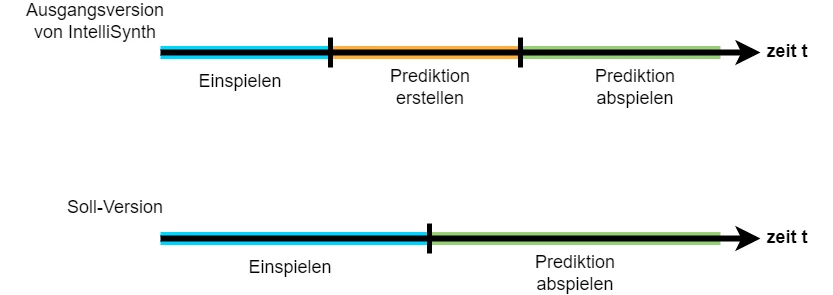 Ausgangsversion
von IntelliSynth
zeit t
Einspielen
Prediktion
erstellen
Prediktion
abspielen
Soll-Version
zeit t
Einspielen
Prediktion
abspielen